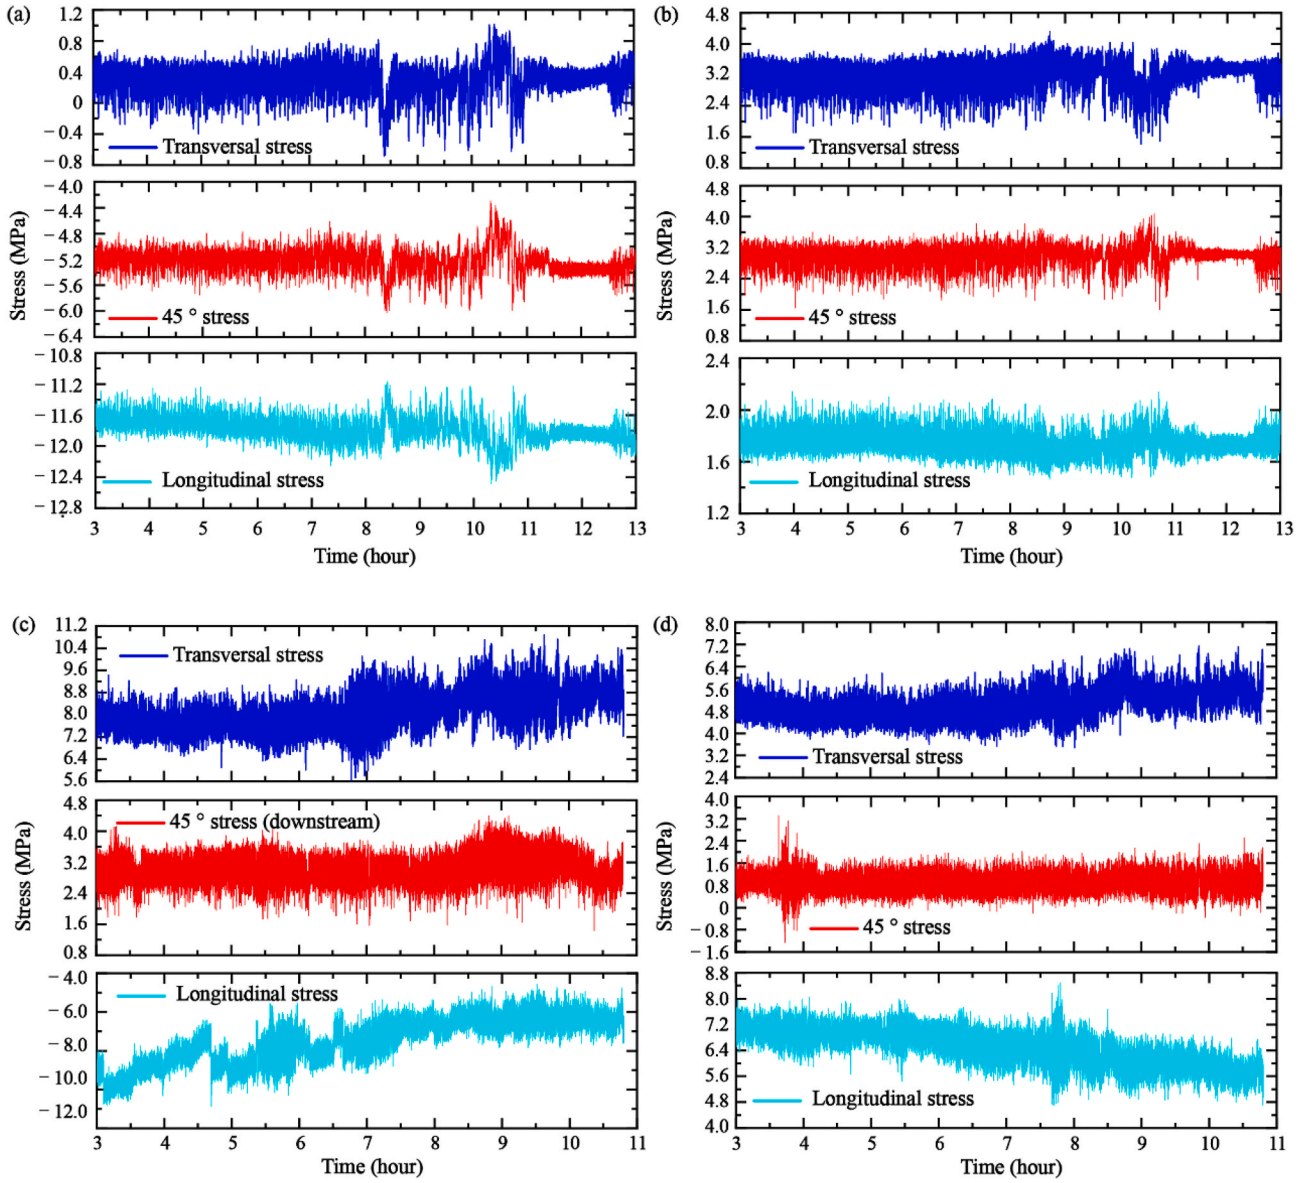 (a)
1.2
0.8
0.4
0
− 0.4
− 0.8
Transversal stress
− 4.0
− 4.4
− 4.8
− 5.2
− 5.6
− 6.0
− 6.4
45 ° stress
− 10.8
− 11.2
− 11.6
− 12.0
− 12.4
− 12.8
Longitudinal stress
Stress (MPa)
3 4 5 6 7 8 9 10 11 12 13
Time (hour)
(b)
4.8
4.0
3.2
2.4
1.6
0.8
Transversal stress
4.8
4.0
3.2
2.4
1.6
0.8
45 ° stress
2.4
2.0
1.6
1.2
Longitudinal stress
Stress (MPa)
3 4 5 6 7 8 9 10 11 12 13
Time (hour)
(c)
11.2
10.4
9.6
8.8
8.0
7.2
6.4
5.6
Transversal stress
4.8
4.0
3.2
2.4
1.6
0.8
45 ° stress (downstream)
− 4.0
− 6.0
− 8.0
− 10.0
− 12.0
Longitudinal stress
Stress (MPa)
3 4 5 6 7 8 9 10 11
Time (hour)
(d)
8.0
7.2
6.4
5.6
4.8
4.0
3.2
2.4
Transversal stress
4.0
3.2
2.4
1.6
0.8
0
− 0.8
− 1.6
45 ° stress
8.8
8.0
7.2
6.4
5.6
4.8
4.0
Longitudinal stress
Stress (MPa)
3 4 5 6 7 8 9 10 11
Time (hour)